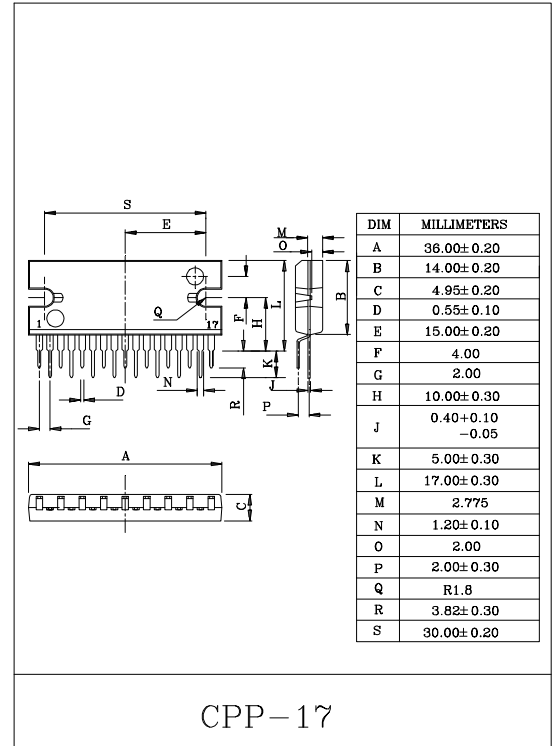 S
E
M
O
L
B
F
H
Q
1
17
K
R
N
D
G
J
P
A
C
DIM MILLIMETERS
A 36.00±0.20
B 14.00±0.20
C 4.95±0.20
D 0.55±0.10
E 15.00±0.20
F 4.00
G 2.00
H 10.00±0.30
J 0.40+0.10
−0.05
K 5.00±0.30
L 17.00±0.30
M 2.775
N 1.20±0.10
O 2.00
P 2.00±0.30
Q R1.8
R 3.82±0.30
S 30.00±0.20
CPP−17